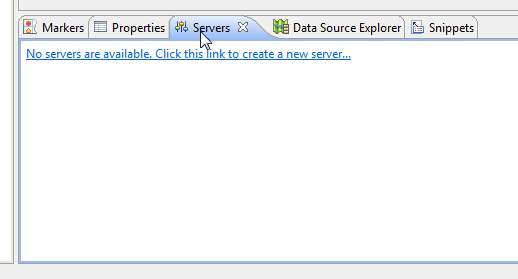 Markers Properties Servers Data Source Explorer Snippets
No servers are available. Click this link to create a new server...